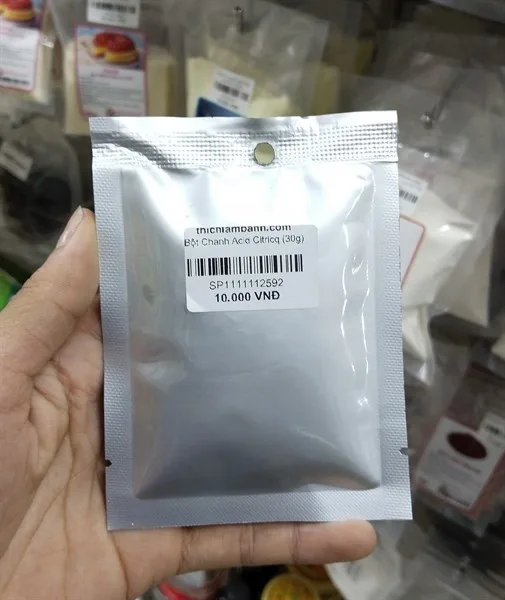 thichlambanh.com
Bột Chanh Acid Citricq (30g)
SP1111112592
10.000 VNĐ